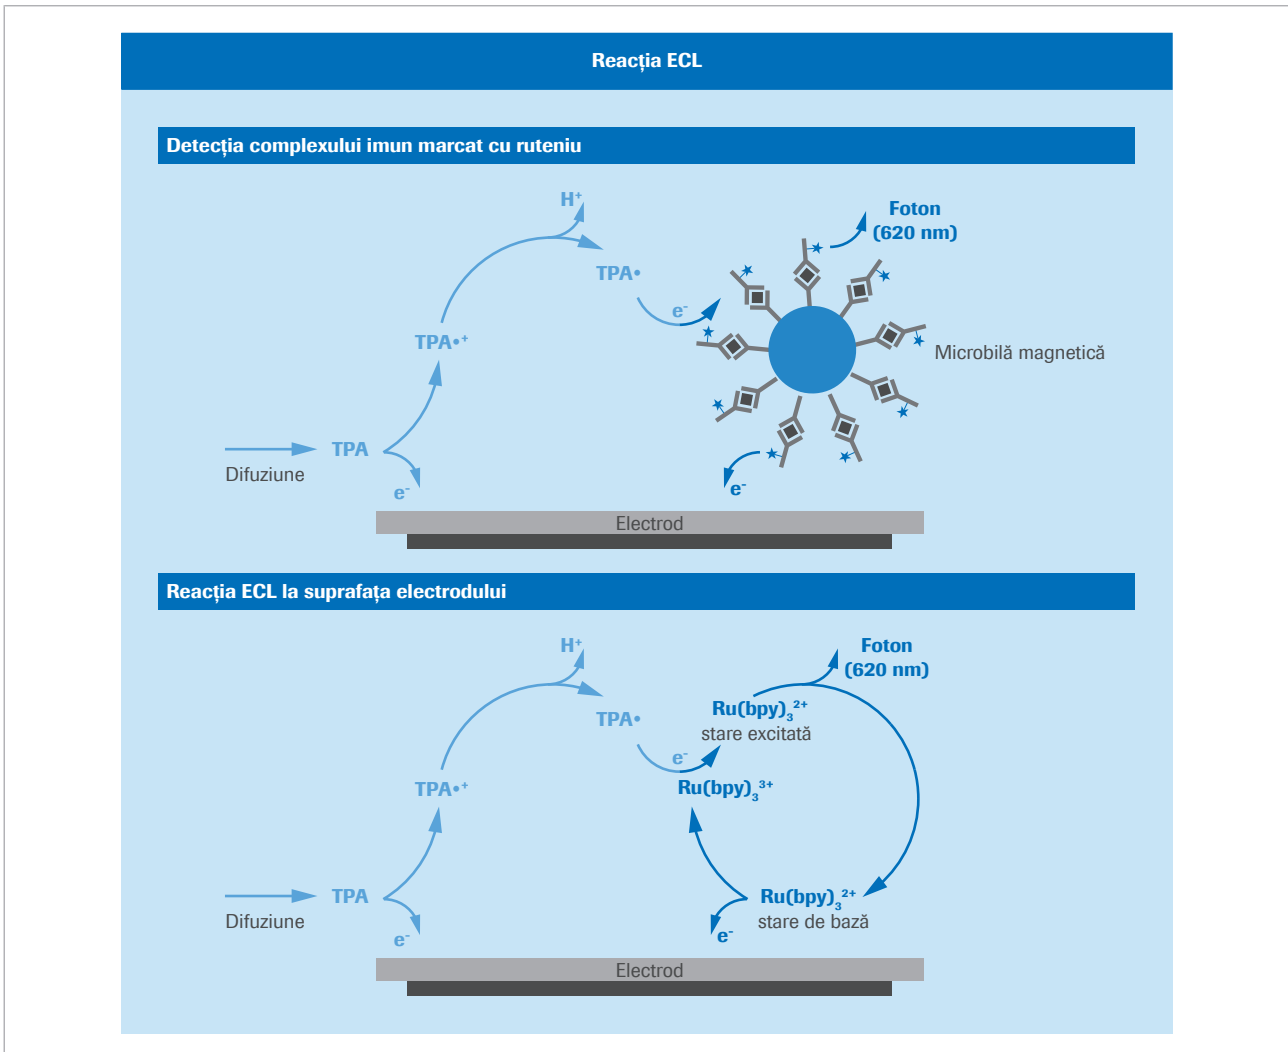 Reacția ECL
Detecția complexului imun marcat cu ruteniu
H⁺
Foton
(620 nm)
TPA•
e⁻
TPA•⁺
Microbilă magnetică
TPA
Difuziune
e⁻
e⁻
Electrod
Reacția ECL la suprafața electrodului
H⁺
Foton
(620 nm)
TPA•
Ru(bpy)₃²⁺
stare excitată
e⁻
TPA•⁺
Ru(bpy)₃³⁺
TPA
Difuziune
Ru(bpy)₃²⁺
stare de bază
e⁻
e⁻
Electrod